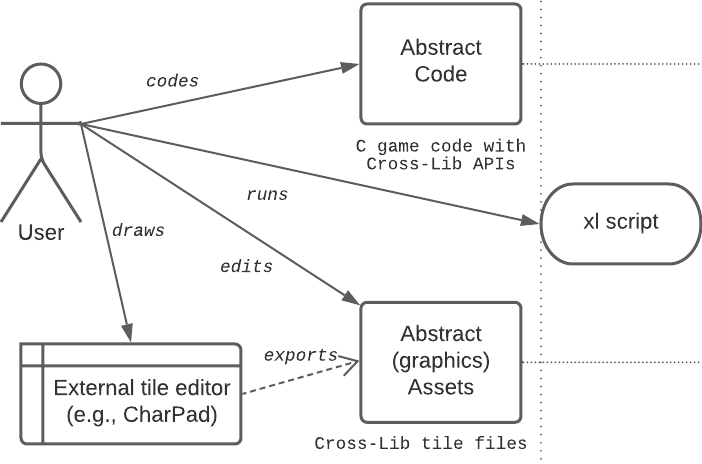 Abstract
Code
codes
C game code with
Cross-Lib APIs
runs
xl script
User
draws
edits
Abstract
(graphics)
Assets
exports
External tile editor
(e.g., CharPad)
Cross-Lib tile files